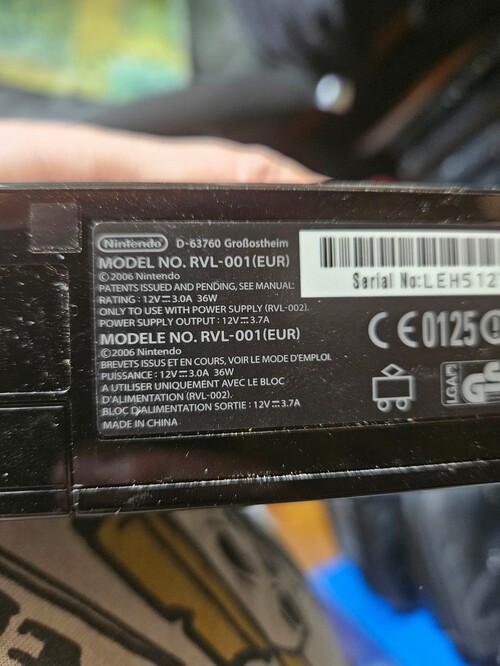 Nintendo D-63760 Großostheim
MODEL NO. RVL-001(EUR)
©2006 Nintendo
PATENTS ISSUED AND PENDING, SEE MANUAL.
RATING : 12V⎓3.0A 36W
ONLY TO USE WITH POWER SUPPLY (RVL-002).
POWER SUPPLY OUTPUT : 12V⎓3.7A
MODELE NO. RVL-001(EUR)
©2006 Nintendo
BREVETS ISSUS ET EN COURS, VOIR LE MODE D'EMPLOI.
PUISSANCE : 12V⎓3.0A 36W
A UTILISER UNIQUEMENT AVEC LE BLOC
D'ALIMENTATION (RVL-002).
BLOC D'ALIMENTATION SORTIE : 12V⎓3.7A
MADE IN CHINA
Serial No:LEH512
CE0125
LGA
GS